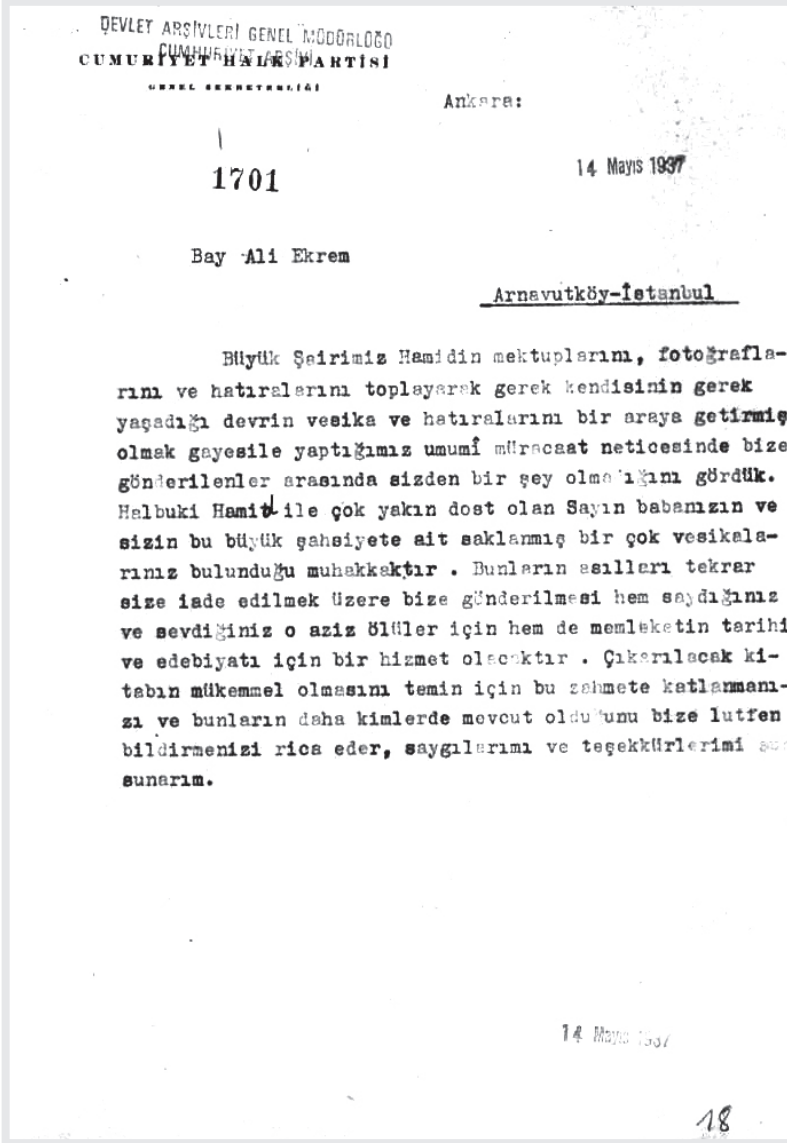 DEVLET ARŞİVLERİ GENEL MÜDÜRLÜĞÜ
CUMHURİYET ARŞİVİ
CUMURİYET HALK PARTİSİ
GENEL SEKRETERLİĞİ
Ankara:
1701
14 Mayıs 1937
Bay Ali Ekrem
Arnavutköy-İstanbul
Büyük Şairimiz Hamidin mektuplarını, fotoğrafla-
rını ve hatıralarını toplayarak gerek kendisinin gerek
yaşadığı devrin vesika ve hatıralarını bir araya getirmiş
olmak gayesile yaptığımız umumî müracaat neticesinde bize
gönderilenler arasında sizden bir şey olmadığını gördük.
Halbuki Hamit ile çok yakın dost olan Sayın babanızın ve
sizin bu büyük şahsiyete ait saklanmış bir çok vesikala-
rınız bulunduğu muhakkaktır . Bunların asılları tekrar
size iade edilmek üzere bize gönderilmesi hem saydığınız
ve sevdiğiniz o aziz ölüler için hem de memleketin tarihi
ve edebiyatı için bir hizmet olacaktır . Çıkarılacak ki-
tabın mükemmel olmasını temin için bu zahmete katlanmanı-
zı ve bunların daha kimlerde mevcut olduğunu bize lutfen
bildirmenizi rica eder, saygılarımı ve teşekkürlerimi
sunarım.
14 Mayıs 1937
18